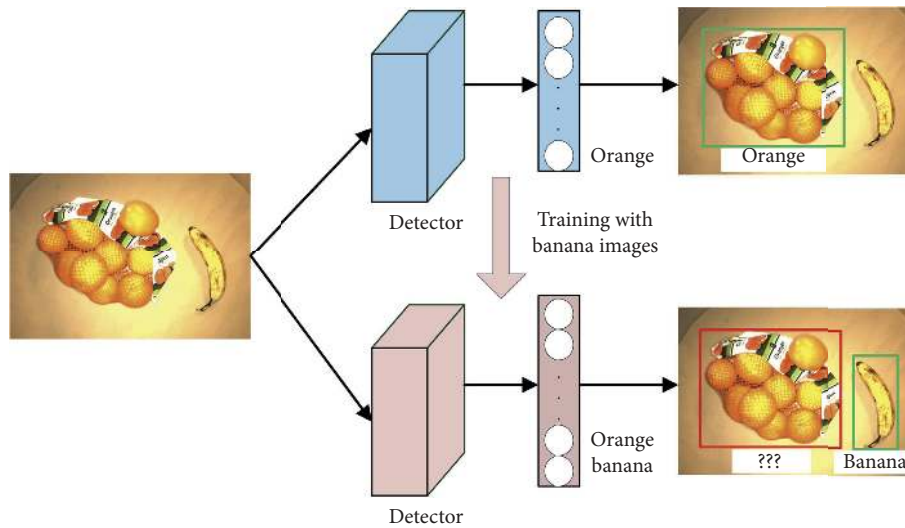 Orange
Orange
Detector
Training with
banana images
Orange
banana
???
Banana
Detector